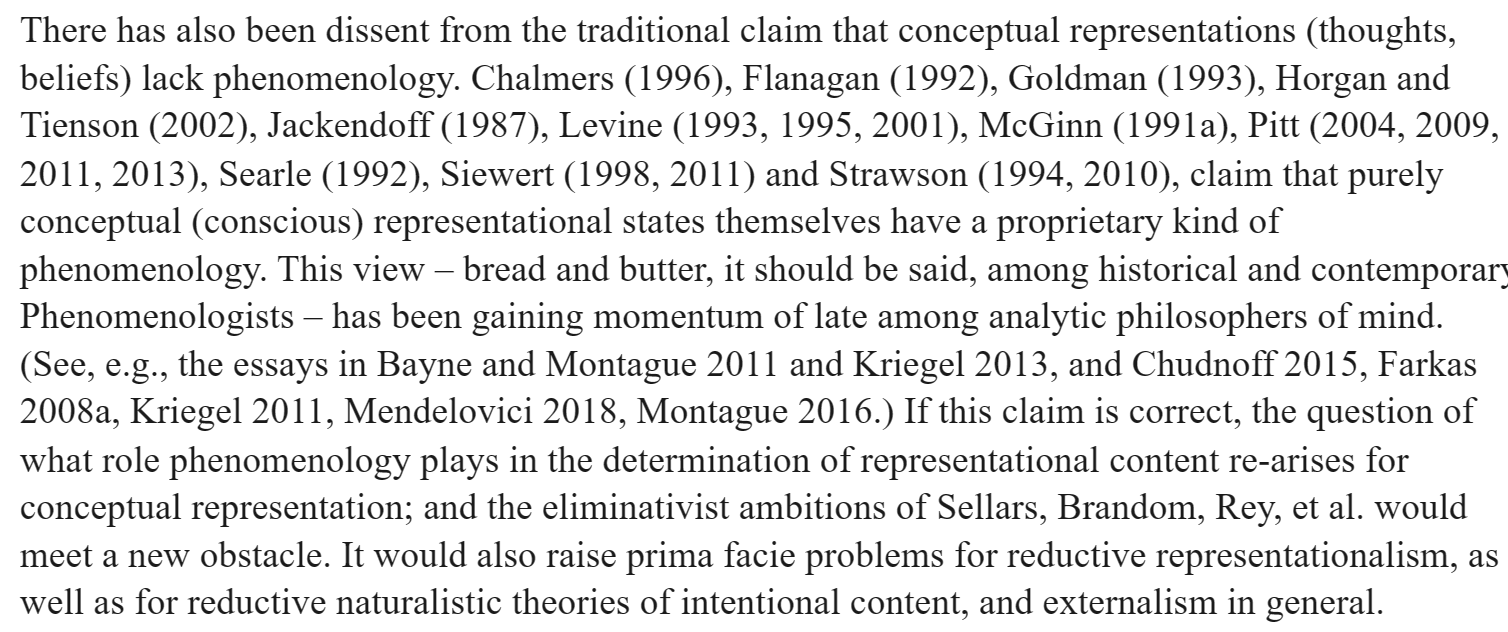 There has also been dissent from the traditional claim that conceptual representations (thoughts,
beliefs) lack phenomenology. Chalmers (1996), Flanagan (1992), Goldman (1993), Horgan and
Tienson (2002), Jackendoff (1987), Levine (1993, 1995, 2001), McGinn (1991a), Pitt (2004, 2009,
2011, 2013), Searle (1992), Siewert (1998, 2011) and Strawson (1994, 2010), claim that purely
conceptual (conscious) representational states themselves have a proprietary kind of
phenomenology. This view – bread and butter, it should be said, among historical and contemporary
Phenomenologists – has been gaining momentum of late among analytic philosophers of mind.
(See, e.g., the essays in Bayne and Montague 2011 and Kriegel 2013, and Chudnoff 2015, Farkas
2008a, Kriegel 2011, Mendelovici 2018, Montague 2016.) If this claim is correct, the question of
what role phenomenology plays in the determination of representational content re-arises for
conceptual representation; and the eliminativist ambitions of Sellars, Brandom, Rey, et al. would
meet a new obstacle. It would also raise prima facie problems for reductive representationalism, as
well as for reductive naturalistic theories of intentional content, and externalism in general.